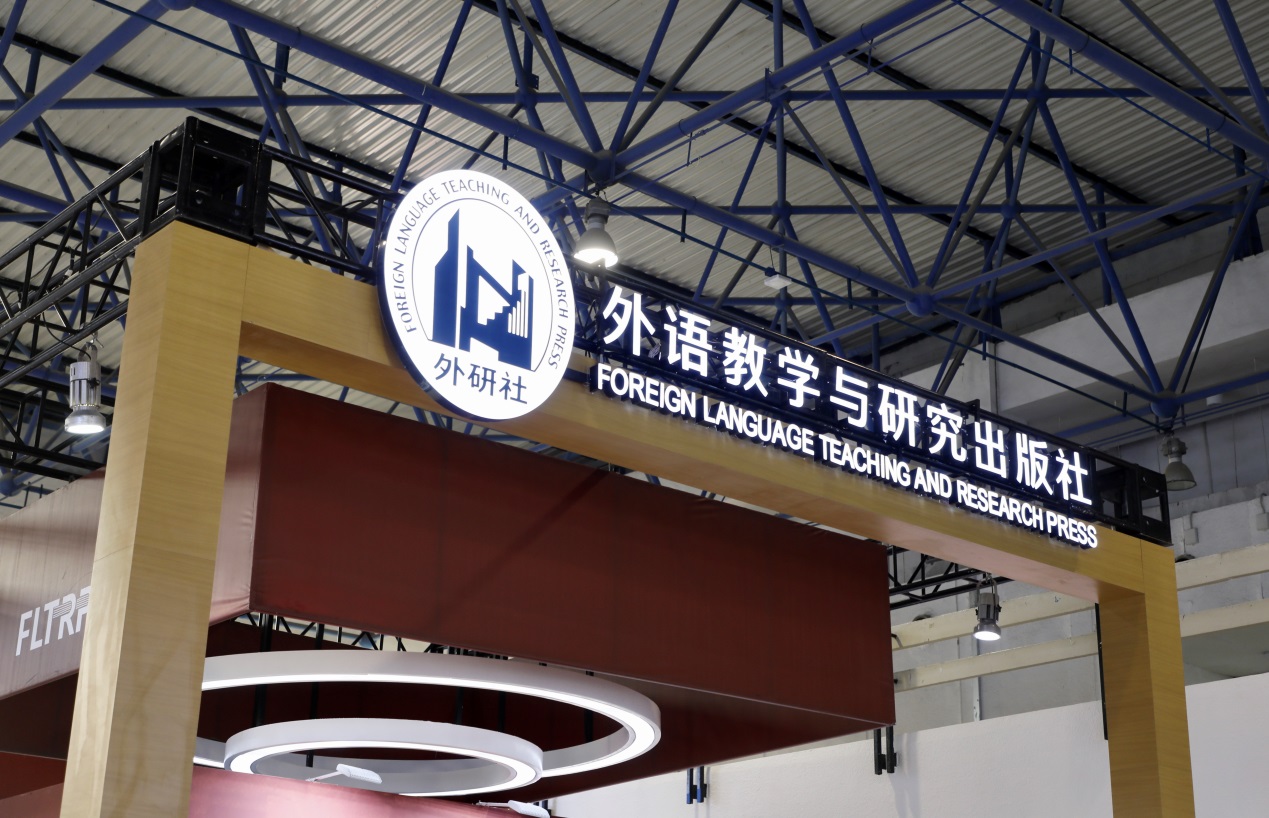 FOREIGN LANGUAGE TEACHING AND RESEARCH PRESS
外研社
外语教学与研究出版社
FOREIGN LANGUAGE TEACHING AND RESEARCH PRESS
FLTRP